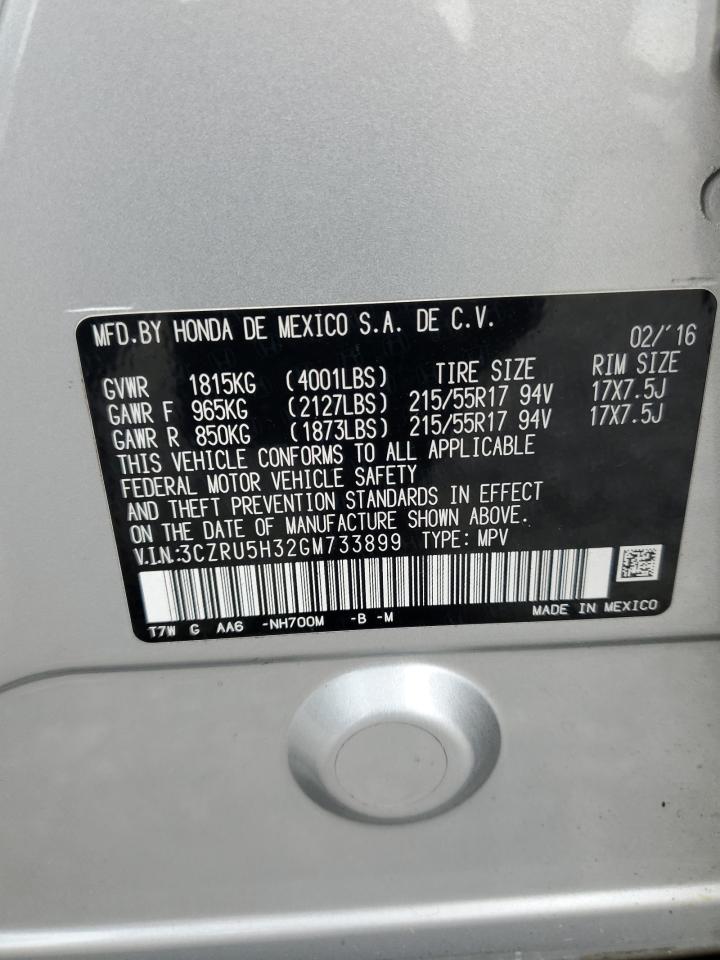 MFD.BY HONDA DE MEXICO S.A. DE C.V. 02/'16
GVWR 1815KG (4001LBS) TIRE SIZE RIM SIZE
GAWR F 965KG (2127LBS) 215/55R17 94V 17X7.5J
GAWR R 850KG (1873LBS) 215/55R17 94V 17X7.5J
THIS VEHICLE CONFORMS TO ALL APPLICABLE
FEDERAL MOTOR VEHICLE SAFETY
AND THEFT PREVENTION STANDARDS IN EFFECT
ON THE DATE OF MANUFACTURE SHOWN ABOVE.
V.I.N.:3CZRU5H32GM733899 TYPE: MPV
T7W G AA6 -NH700M -B -M MADE IN MEXICO